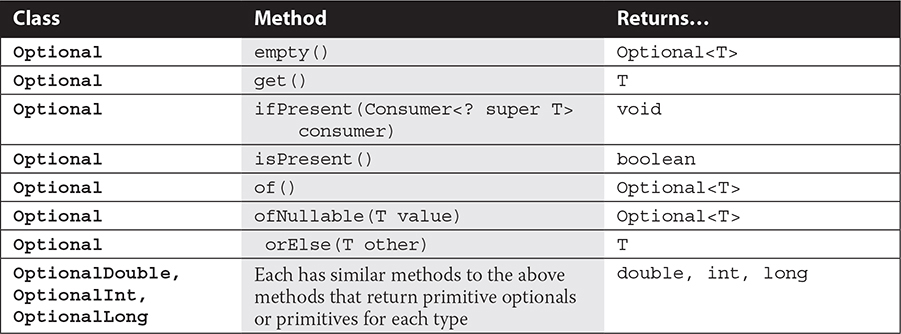 Class Method Returns…
Optional empty() Optional<T>
Optional get() T
Optional ifPresent(Consumer<? super T> void
consumer)
Optional isPresent() boolean
Optional of() Optional<T>
Optional ofNullable(T value) Optional<T>
Optional orElse(T other) T
OptionalDouble, Each has similar methods to the above double, int, long
OptionalInt, methods that return primitive optionals
OptionalLong or primitives for each type